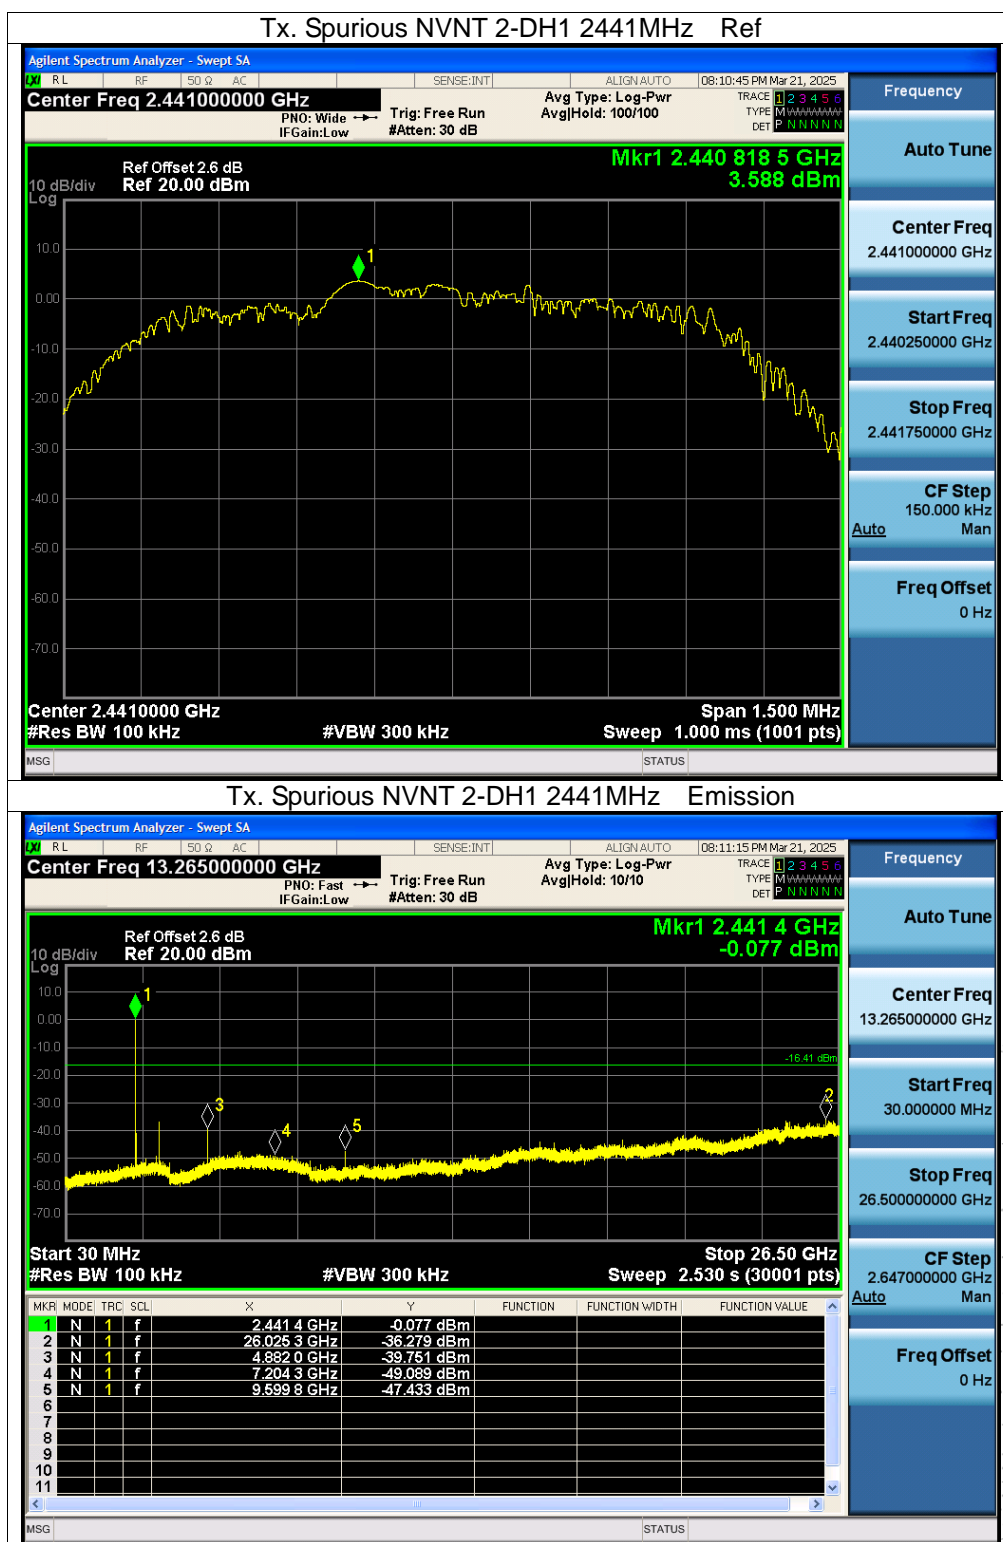 Tx. Spurious NVNT 2-DH1 2441MHz Ref
Agilent Spectrum Analyzer - Swept SA
LXI RL RF 50 Ω AC SENSE:INT ALIGN AUTO 08:10:45 PM Mar 21, 2025
Center Freq 2.441000000 GHz
PNO: Wide
IFGain:Low
Trig: Free Run
#Atten: 30 dB
Avg Type: Log-Pwr
Avg|Hold: 100/100
TRACE 1 2 3 4 5 6
TYPE M
DET P N N N N N
Frequency
Auto Tune
Center Freq
2.441000000 GHz
Start Freq
2.440250000 GHz
Stop Freq
2.441750000 GHz
CF Step
150.000 kHz
Auto Man
Freq Offset
0 Hz
Mkr1 2.440 818 5 GHz
3.588 dBm
Ref Offset 2.6 dB
10 dB/div Ref 20.00 dBm
Log
10.0
0.00
-10.0
-20.0
-30.0
-40.0
-50.0
-60.0
-70.0
1
Center 2.4410000 GHz Span 1.500 MHz
#Res BW 100 kHz #VBW 300 kHz Sweep 1.000 ms (1001 pts)
MSG STATUS
Tx. Spurious NVNT 2-DH1 2441MHz Emission
Agilent Spectrum Analyzer - Swept SA
LXI RL RF 50 Ω AC SENSE:INT ALIGN AUTO 08:11:15 PM Mar 21, 2025
Center Freq 13.265000000 GHz
PNO: Fast
IFGain:Low
Trig: Free Run
#Atten: 30 dB
Avg Type: Log-Pwr
Avg|Hold: 10/10
TRACE 1 2 3 4 5 6
TYPE M
DET P N N N N N
Frequency
Auto Tune
Center Freq
13.265000000 GHz
Start Freq
30.000000 MHz
Stop Freq
26.500000000 GHz
CF Step
2.647000000 GHz
Auto Man
Freq Offset
0 Hz
Mkr1 2.441 4 GHz
-0.077 dBm
Ref Offset 2.6 dB
10 dB/div Ref 20.00 dBm
Log
10.0
0.00
-10.0
-20.0
-30.0
-40.0
-50.0
-60.0
-70.0
-16.41 dBm
1
2
3
4
5
Start 30 MHz Stop 26.50 GHz
#Res BW 100 kHz #VBW 300 kHz Sweep 2.530 s (30001 pts)
MKR MODE TRC SCL X Y FUNCTION FUNCTION WIDTH FUNCTION VALUE
1 N 1 f 2.441 4 GHz -0.077 dBm
2 N 1 f 26.025 3 GHz -36.279 dBm
3 N 1 f 4.882 0 GHz -39.751 dBm
4 N 1 f 7.204 3 GHz -49.089 dBm
5 N 1 f 9.599 8 GHz -47.433 dBm
6
7
8
9
10
11
MSG STATUS